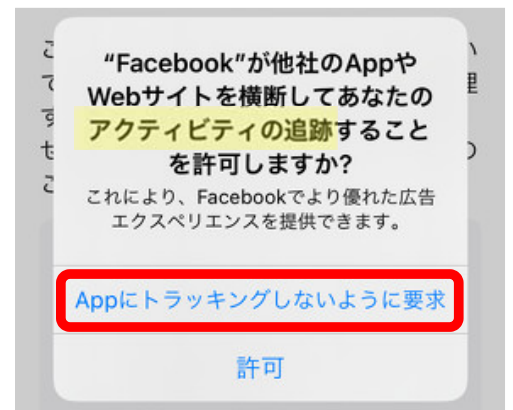 “Facebook”が他社のAppや
Webサイトを横断してあなたの
アクティビティの追跡すること
を許可しますか?
これにより、Facebookでより優れた広告
エクスペリエンスを提供できます。
Appにトラッキングしないように要求
許可